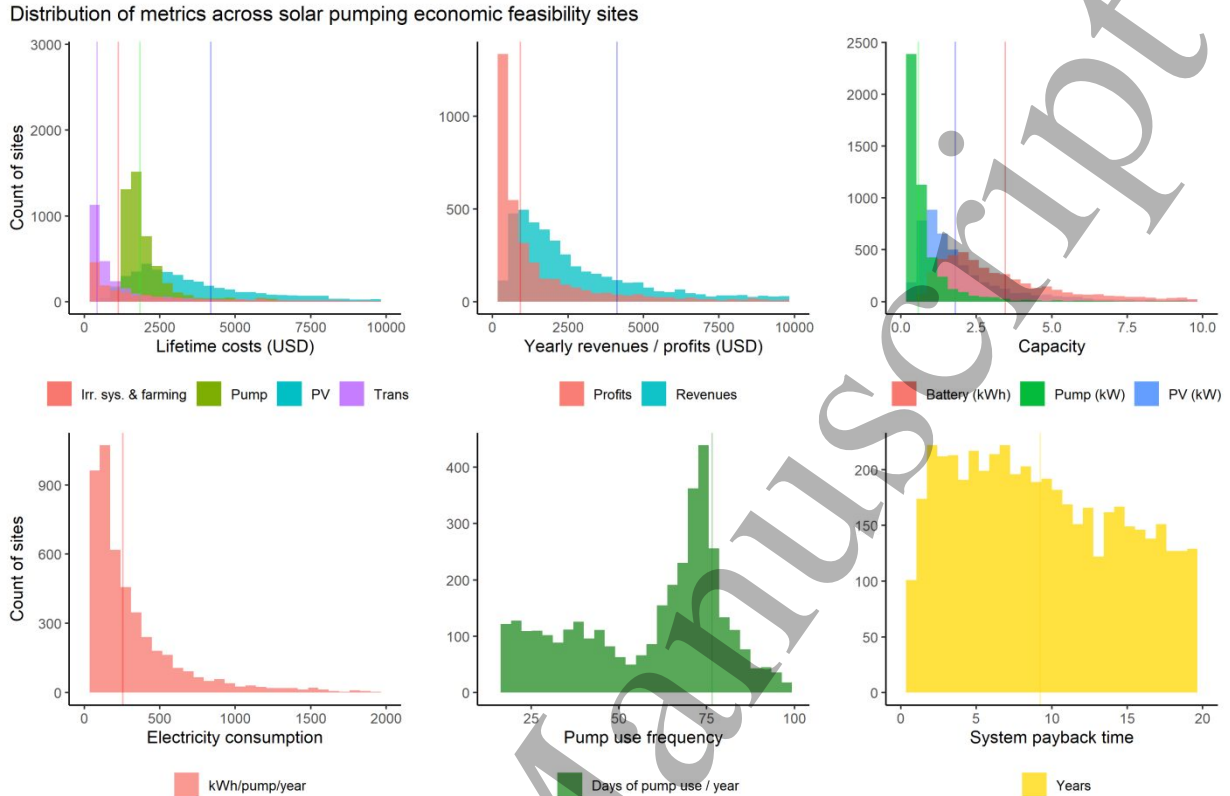 Distribution of metrics across solar pumping economic feasibility sites
3000
2000
1000
0
Count of sites
0 2500 5000 7500 10000
Lifetime costs (USD)
Irr. sys. & farming Pump PV Trans
1000
500
0
0 2500 5000 7500 10000
Yearly revenues / profits (USD)
Profits Revenues
2500
2000
1500
1000
500
0
0.0 2.5 5.0 7.5 10.0
Capacity
Battery (kWh) Pump (kW) PV (kW)
900
600
300
0
Count of sites
0 500 1000 1500 2000
Electricity consumption
kWh/pump/year
400
300
200
100
0
25 50 75 100
Pump use frequency
Days of pump use / year
200
150
100
50
0
0 5 10 15 20
System payback time
Years
Manuscript